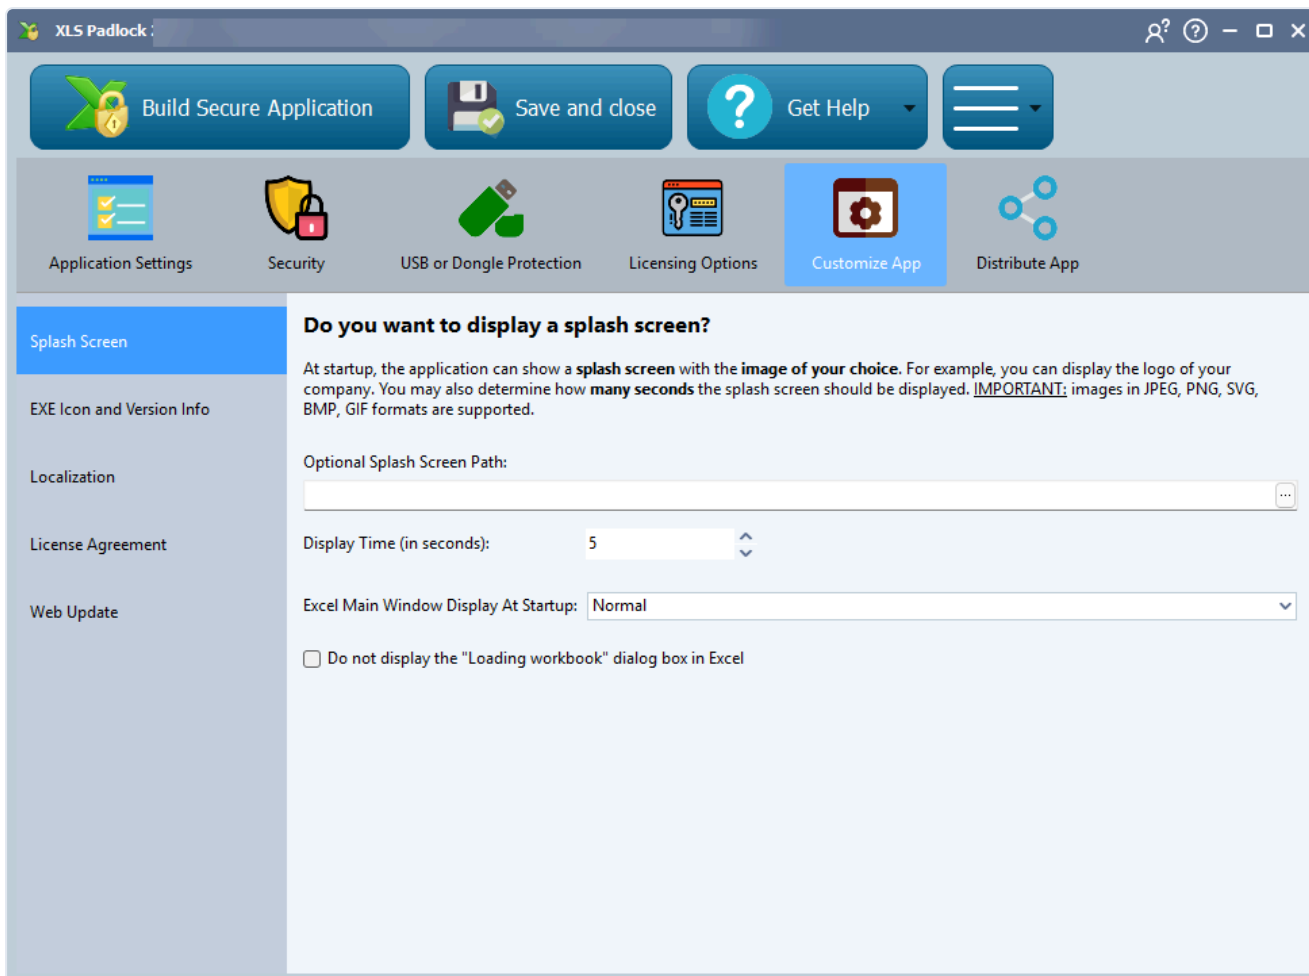 XLS Padlock
Build Secure Application
Save and close
Get Help
Application Settings
Security
USB or Dongle Protection
Licensing Options
Customize App
Distribute App
Splash Screen
EXE Icon and Version Info
Localization
License Agreement
Web Update
Do you want to display a splash screen?
At startup, the application can show a splash screen with the image of your choice. For example, you can display the logo of your
company. You may also determine how many seconds the splash screen should be displayed. IMPORTANT: images in JPEG, PNG, SVG,
BMP, GIF formats are supported.
Optional Splash Screen Path:
...
Display Time (in seconds): 5
Excel Main Window Display At Startup: Normal
Do not display the "Loading workbook" dialog box in Excel